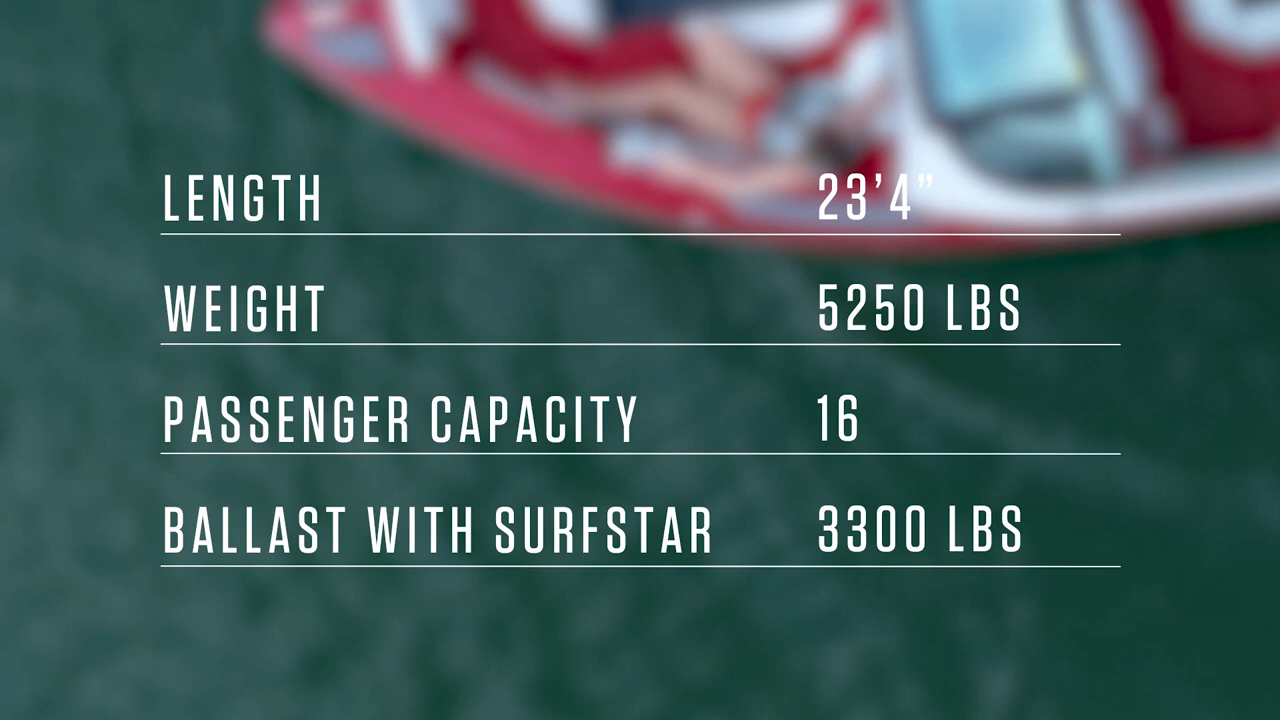 LENGTH 23’4”
WEIGHT 5250 LBS
PASSENGER CAPACITY 16
BALLAST WITH SURFSTAR 3300 LBS